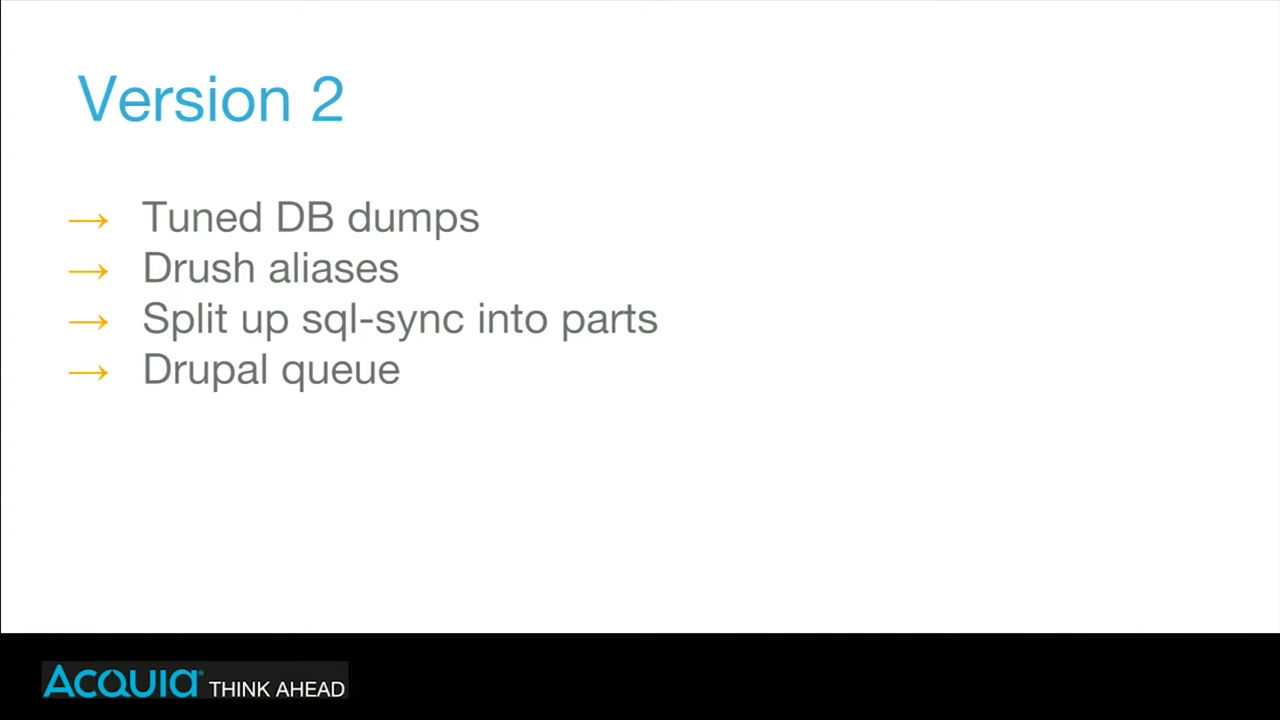 Version 2
→ Tuned DB dumps
→ Drush aliases
→ Split up sql-sync into parts
→ Drupal queue
ACQUIA® THINK AHEAD